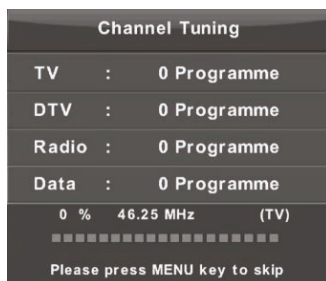 Channel Tuning
TV : 0 Programme
DTV : 0 Programme
Radio : 0 Programme
Data : 0 Programme
0 % 46.25 MHz (TV)
Please press MENU key to skip